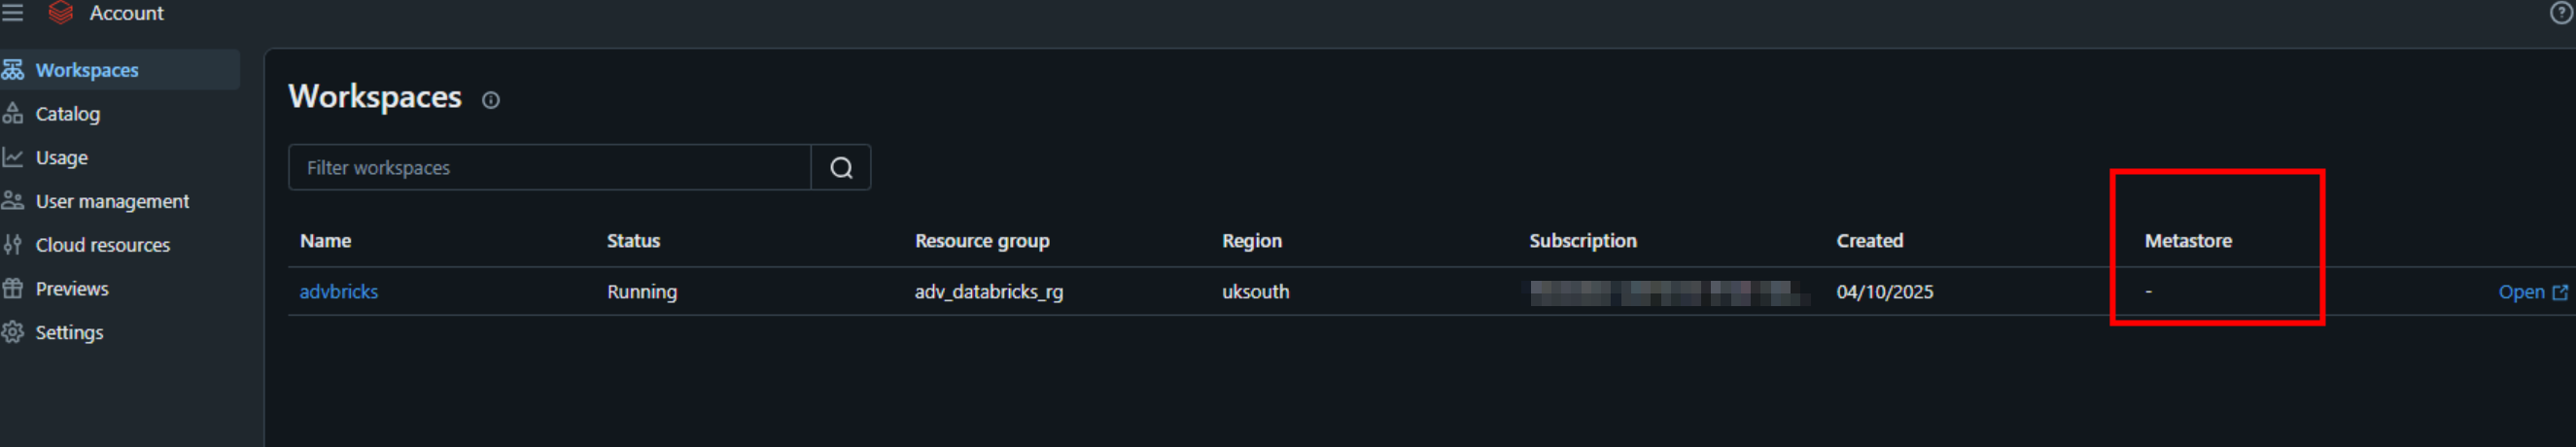 Account
Workspaces
Catalog
Usage
User management
Cloud resources
Previews
Settings
Workspaces
Filter workspaces
Name Status Resource group Region Subscription Created Metastore
advbricks Running adv_databricks_rg uksouth 04/10/2025 - Open